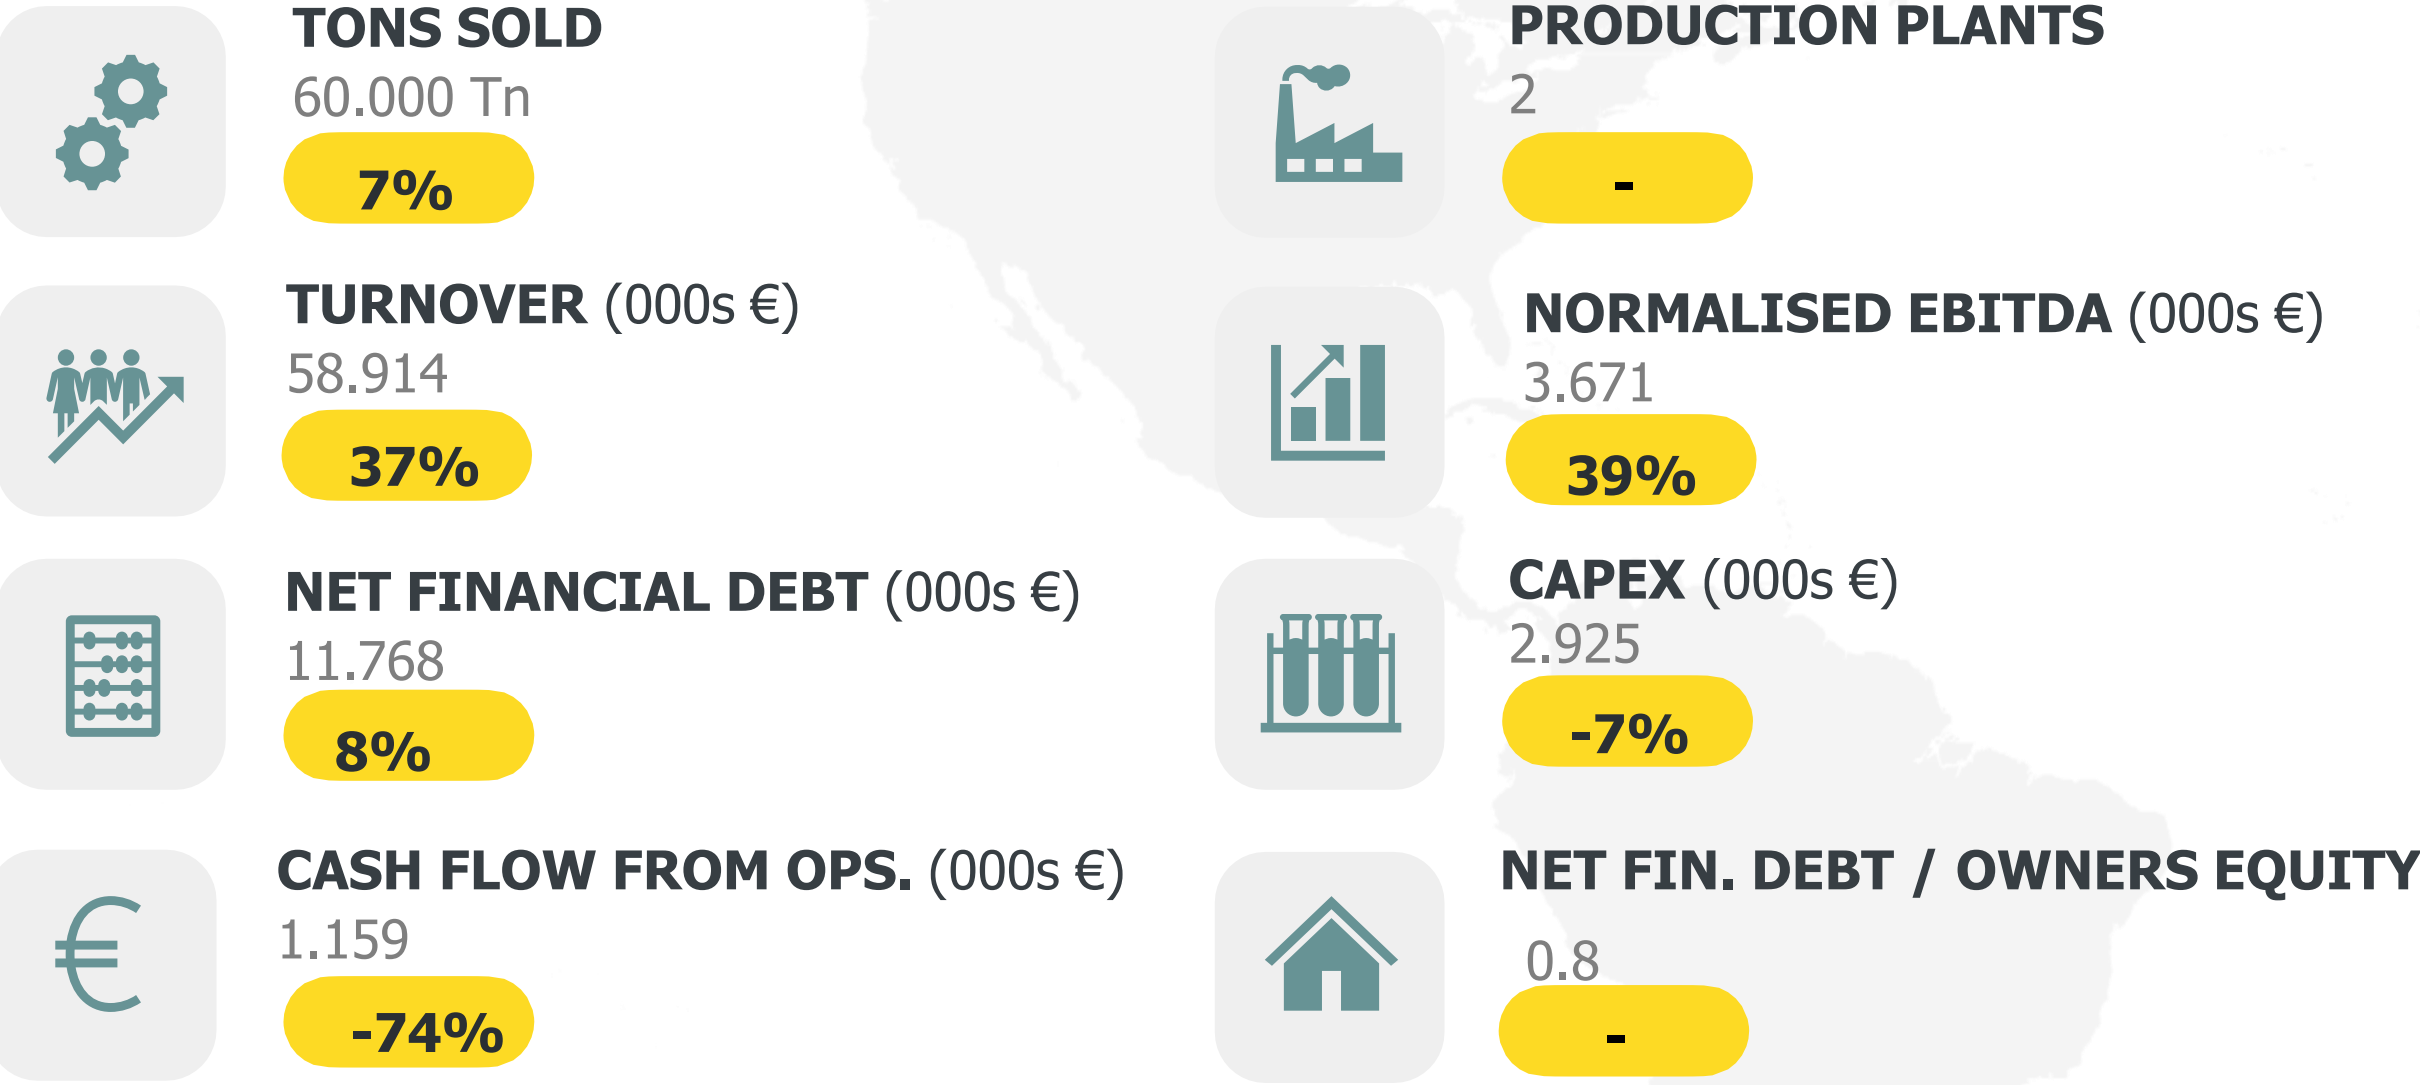 TONS SOLD
60.000 Tn
7%
PRODUCTION PLANTS
2
-
TURNOVER (000s €)
58.914
37%
NORMALISED EBITDA (000s €)
3.671
39%
NET FINANCIAL DEBT (000s €)
11.768
8%
CAPEX (000s €)
2.925
-7%
CASH FLOW FROM OPS. (000s €)
1.159
-74%
NET FIN. DEBT / OWNERS EQUITY
0.8
-